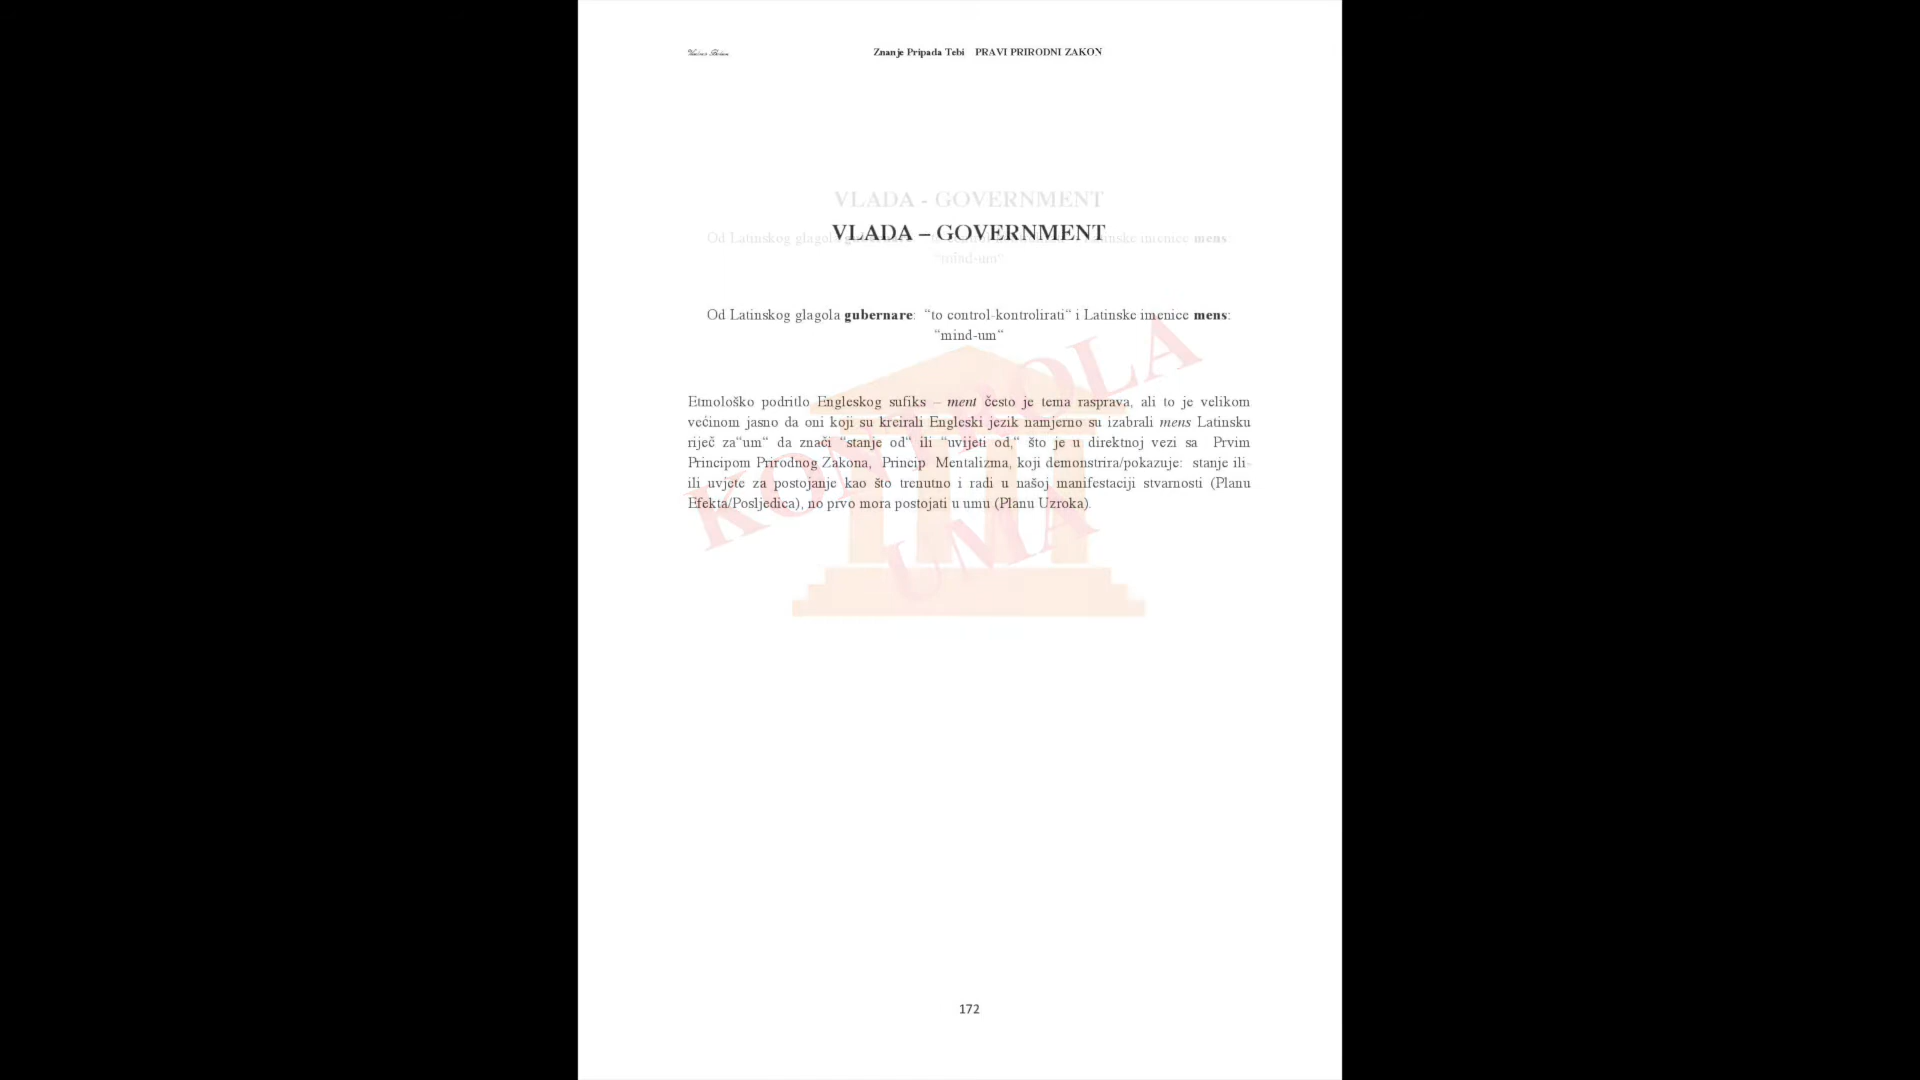 Znanje Pripada Tebi PRAVI PRIRODNI ZAKON
VLADA - GOVERNMENT
VLADA – GOVERNMENT
Od Latinskog glagola gubernare: “to control-kontrolirati“ i Latinske imenice mens:
“mind-um“
Etmološko podritlo Engleskog sufiks – ment često je tema rasprava, ali to je velikom
većinom jasno da oni koji su kreirali Engleski jezik namjerno su izabrali mens Latinsku
riječ za“um“ da znači “stanje od“ ili “uvijeti od,“ što je u direktnoj vezi sa Prvim
Principom Prirodnog Zakona, Princip Mentalizma, koji demonstrira/pokazuje: stanje ili-
ili uvjete za postojanje kao što trenutno i radi u našoj manifestaciji stvarnosti (Planu
Efekta/Posljedica), no prvo mora postojati u umu (Planu Uzroka).
KONTROLA
UMA
172